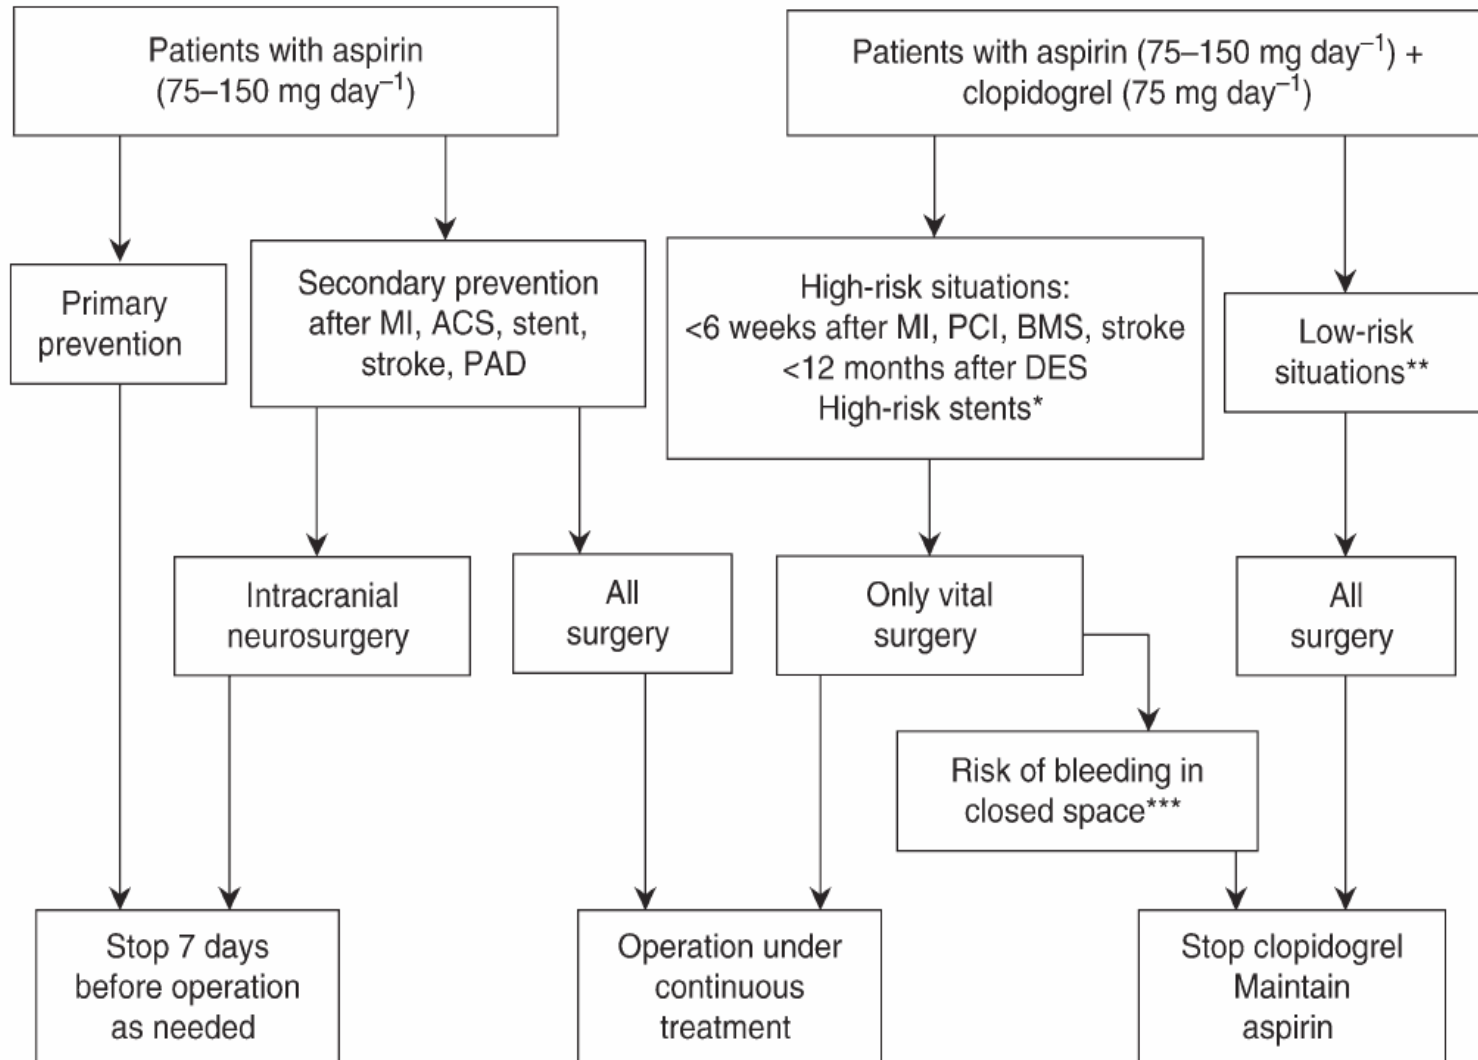 Patients with aspirin
(75–150 mg day⁻¹)
Patients with aspirin (75–150 mg day⁻¹) +
clopidogrel (75 mg day⁻¹)
Primary
prevention
Secondary prevention
after MI, ACS, stent,
stroke, PAD
High-risk situations:
<6 weeks after MI, PCI, BMS, stroke
<12 months after DES
High-risk stents*
Low-risk
situations**
Intracranial
neurosurgery
All
surgery
Only vital
surgery
All
surgery
Risk of bleeding in
closed space***
Stop 7 days
before operation
as needed
Operation under
continuous
treatment
Stop clopidogrel
Maintain
aspirin